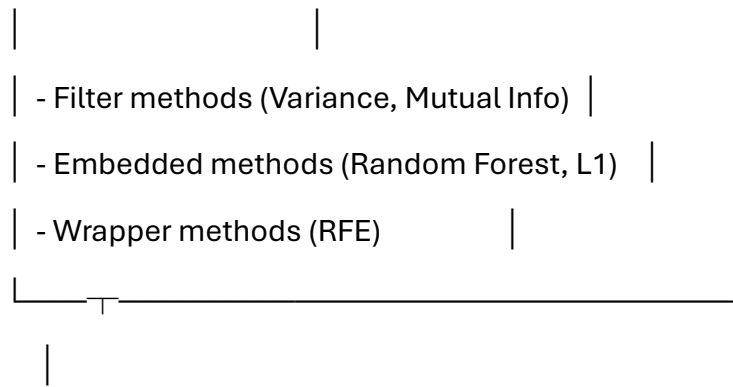 - Filter methods (Variance, Mutual Info)
- Embedded methods (Random Forest, L1)
- Wrapper methods (RFE)